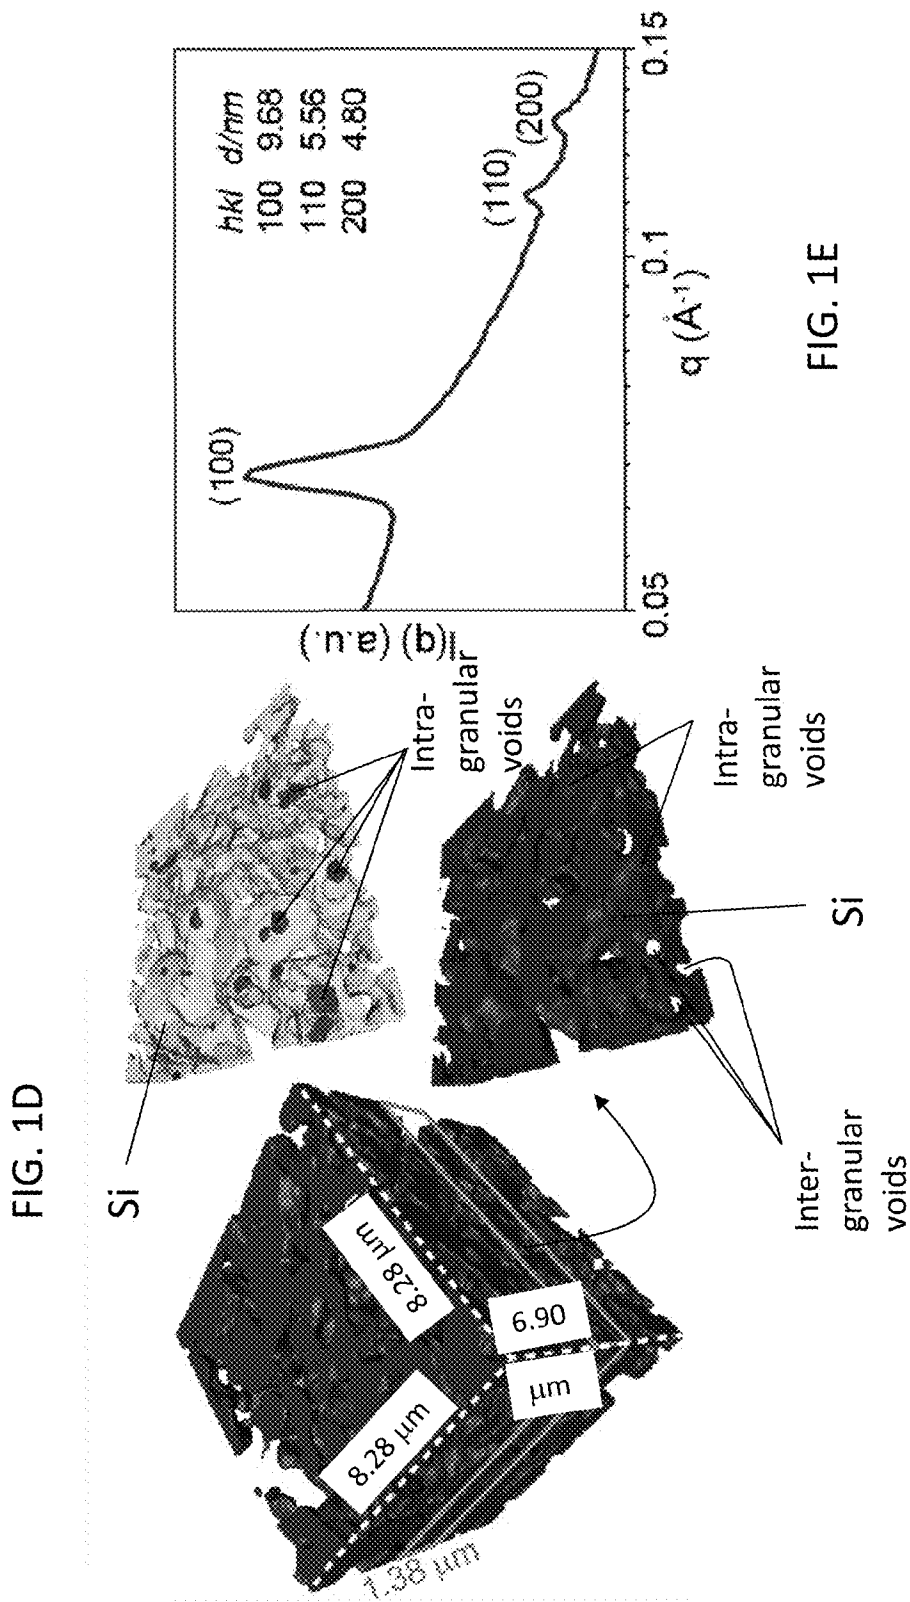 FIG. 1D
Si
8.28 μm
8.28 μm
6.90
μm
1.38 μm
Intra-
granular
voids
Intra-
granular
voids
Si
Inter-
granular
voids
I(q) (a.u.)
(100)
(110)
(200)
hkl d/nm
100 9.68
110 5.56
200 4.80
0.05
0.1
0.15
q (Å⁻¹)
FIG. 1E